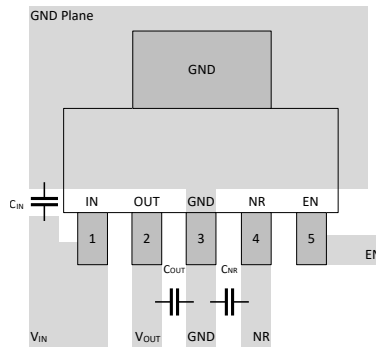 GND Plane
GND
IN OUT GND NR EN
CIN
1 2 3 4 5
EN
COUT CNR
VIN VOUT GND NR